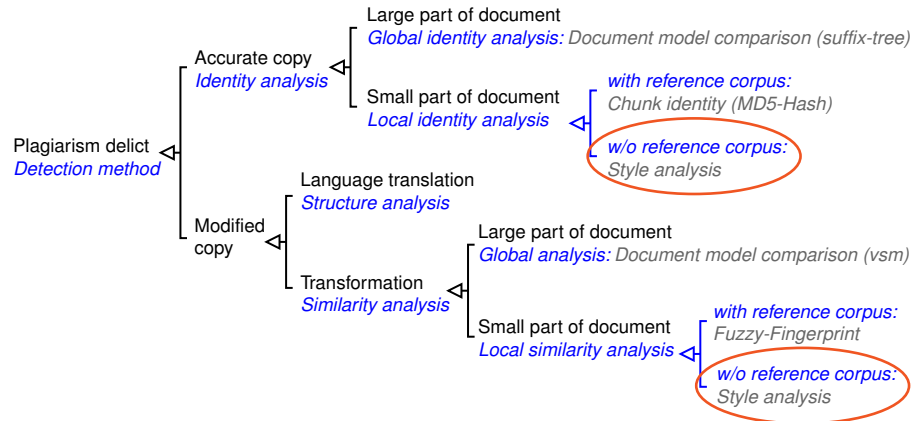 Large part of document
Global identity analysis: Document model comparison (suffix-tree)
Accurate copy
Identity analysis
with reference corpus:
Chunk identity (MD5-Hash)
Small part of document
Local identity analysis
w/o reference corpus:
Style analysis
Plagiarism delict
Detection method
Language translation
Structure analysis
Modified
copy
Large part of document
Global analysis: Document model comparison (vsm)
Transformation
Similarity analysis
with reference corpus:
Fuzzy-Fingerprint
Small part of document
Local similarity analysis
w/o reference corpus:
Style analysis